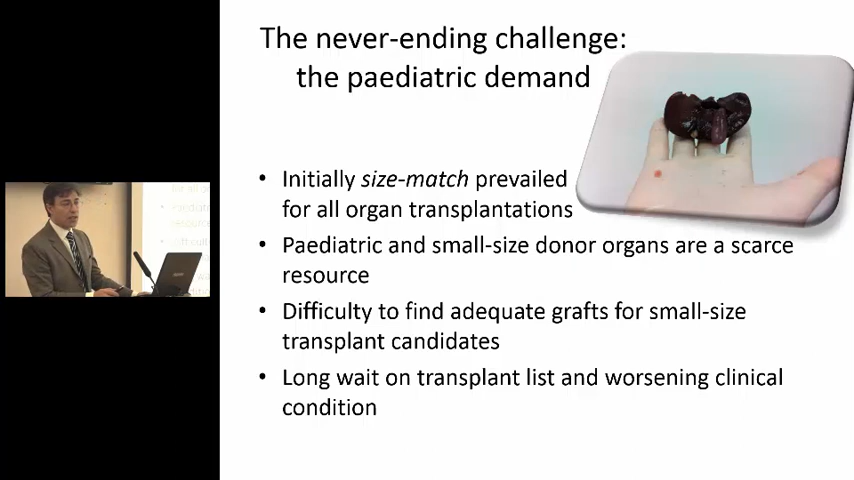 The never-ending challenge:
the paediatric demand
• Initially size-match prevailed
for all organ transplantations
• Paediatric and small-size donor organs are a scarce
resource
• Difficulty to find adequate grafts for small-size
transplant candidates
• Long wait on transplant list and worsening clinical
condition